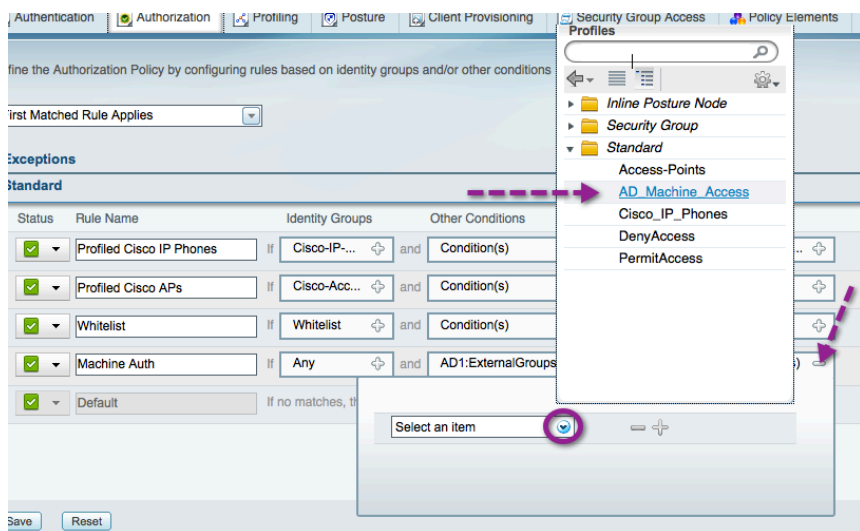 Authentication Authorization Profiling Posture Client Provisioning Security Group Access Policy Elements
Profiles
fine the Authorization Policy by configuring rules based on identity groups and/or other conditions
First Matched Rule Applies
Inline Posture Node
Security Group
Exceptions
Standard
Access-Points
Standard
AD_Machine_Access
Status Rule Name Identity Groups Other Conditions
Cisco_IP_Phones
DenyAccess
Profiled Cisco IP Phones If Cisco-IP-... and Condition(s) ..
PermitAccess
Profiled Cisco APs If Cisco-Acc... and Condition(s)
Whitelist If Whitelist and Condition(s)
Machine Auth If Any and AD1:ExternalGroups )
Default If no matches, th
Select an item
Save Reset